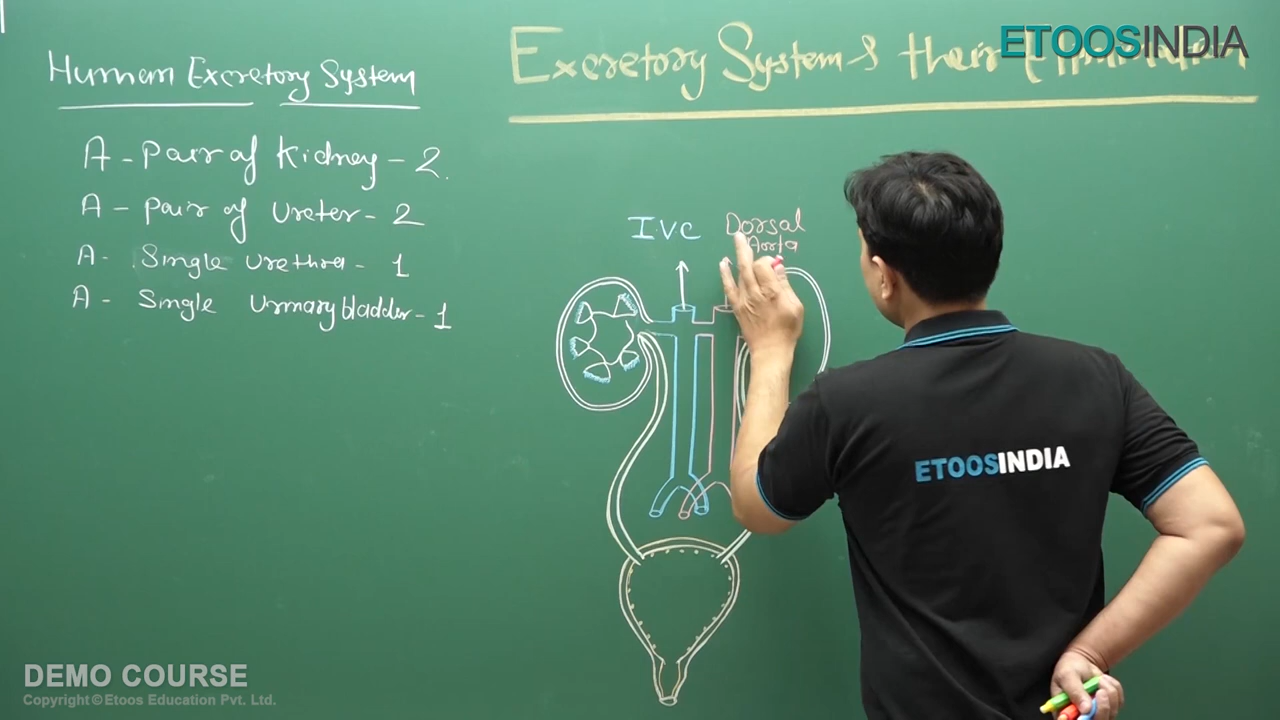 Human Excretory System
A - Pair of Kidney - 2.
A - Pair of Ureter - 2
A - Single Urethra - 1
A - Single Urinary bladder - 1
Excretory System & their
ETOOSINDIA
IVC
Dorsal
Aorta
ETOOSINDIA
DEMO COURSE
Copyright © Etoos Education Pvt. Ltd.